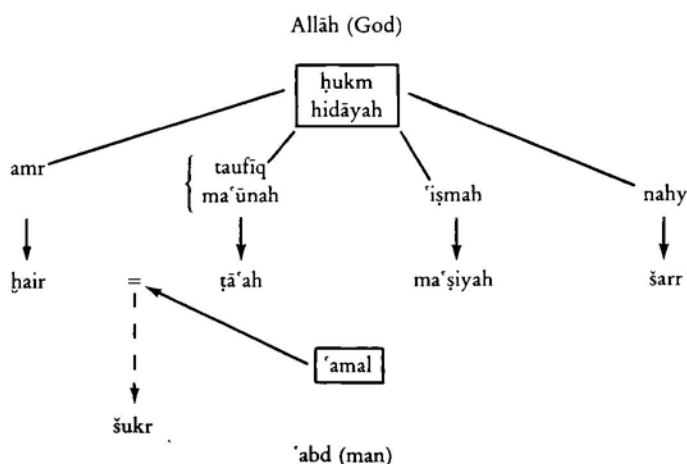 Allāh (God)
ḥukm
hidāyah
amr
taufīq
maʿūnah
ʿiṣmah
nahy
ḫair
=
ṭāʿah
maʿṣiyah
šarr
ʿamal
šukr
ʿabd (man)